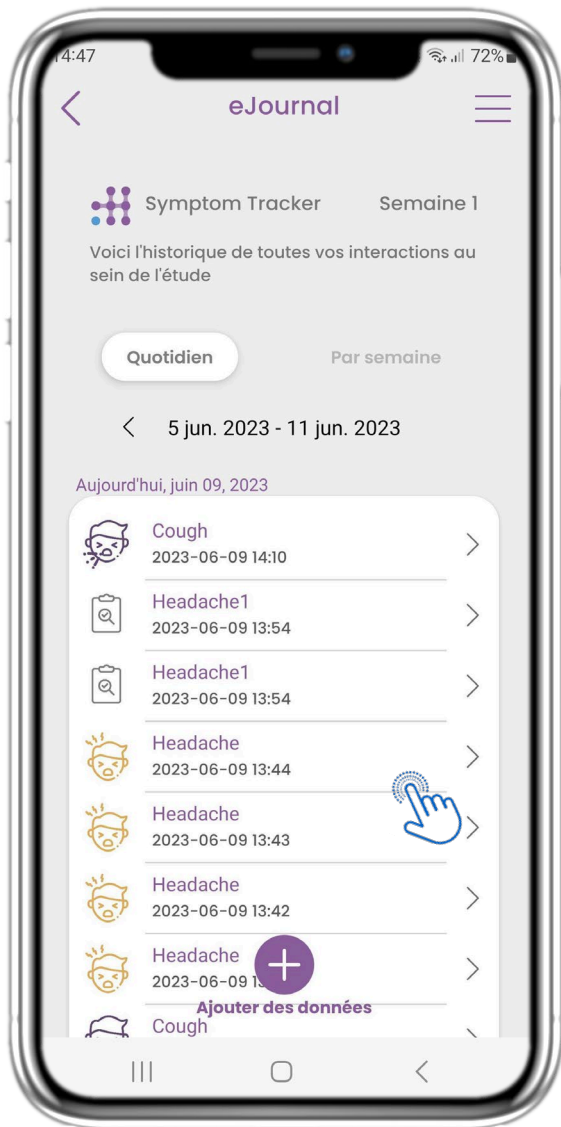 14:47
72%
eJournal
Symptom Tracker
Semaine 1
Voici l'historique de toutes vos interactions au
sein de l'étude
Quotidien
Par semaine
5 jun. 2023 - 11 jun. 2023
Aujourd'hui, juin 09, 2023
Cough
2023-06-09 14:10
Headache1
2023-06-09 13:54
Headache1
2023-06-09 13:54
Headache
2023-06-09 13:44
Headache
2023-06-09 13:43
Headache
2023-06-09 13:42
Headache
2023-06-09
Ajouter des données
Cough